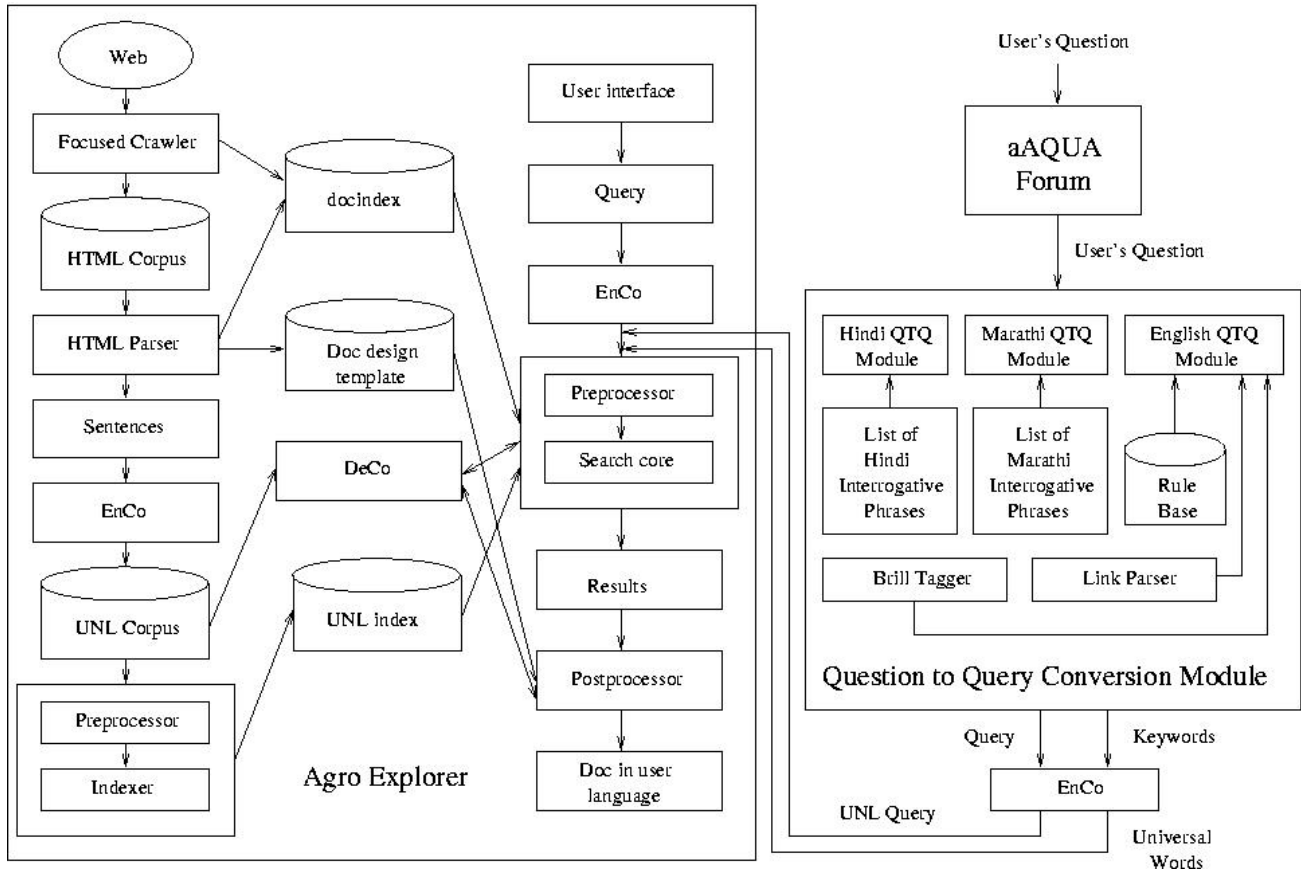 Web
Focused Crawler
HTML Corpus
HTML Parser
Sentences
EnCo
UNL Corpus
Preprocessor
Indexer
docindex
Doc design
template
DeCo
UNL index
Agro Explorer
User interface
Query
EnCo
Preprocessor
Search core
Results
Postprocessor
Doc in user
language
User's Question
aAQUA
Forum
User's Question
Hindi QTQ
Module
Marathi QTQ
Module
English QTQ
Module
List of
Hindi
Interrogative
Phrases
List of
Marathi
Interrogative
Phrases
Rule
Base
Brill Tagger
Link Parser
Question to Query Conversion Module
Query
Keywords
EnCo
UNL Query
Universal
Words